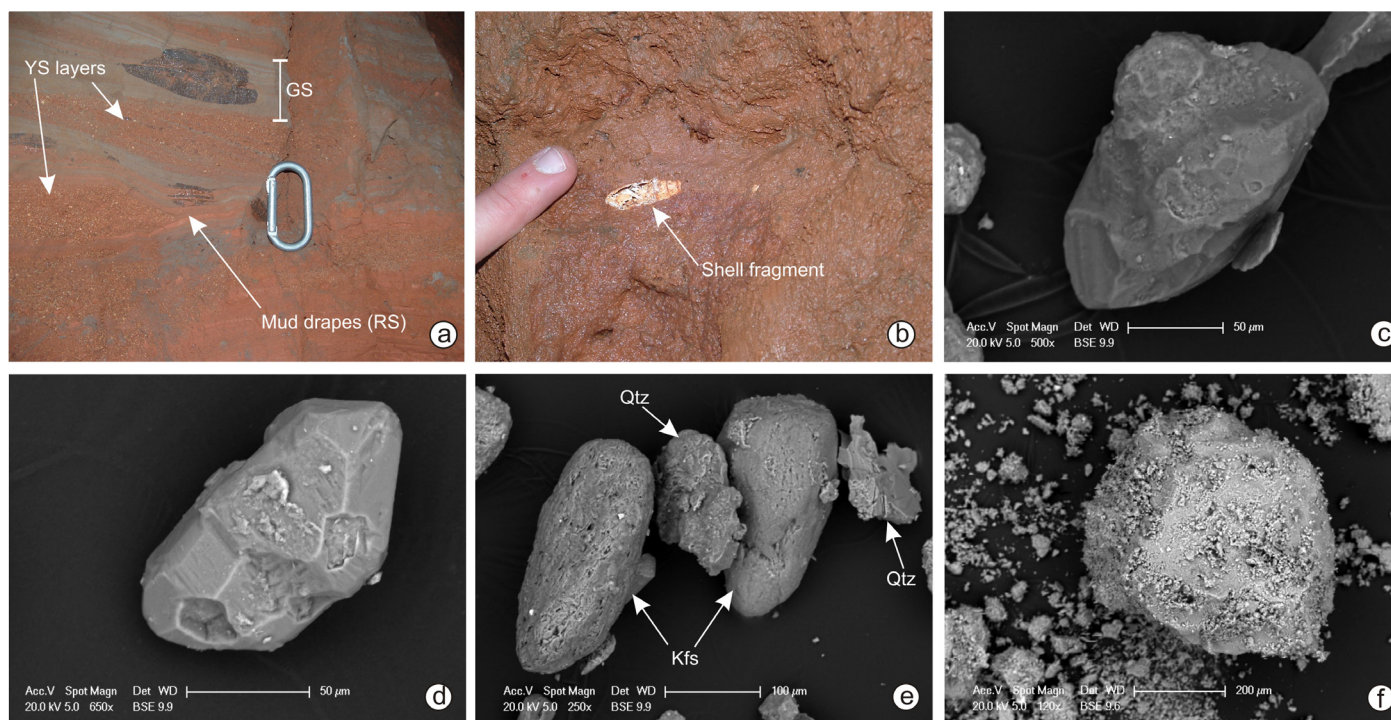 YS layers
GS
Mud drapes (RS)
a
Shell fragment
b
Acc.V Spot Magn Det WD 50 µm
20.0 kV 5.0 500x BSE 9.9
c
Acc.V Spot Magn Det WD 50 µm
20.0 kV 5.0 650x BSE 9.9
d
Qtz
Qtz
Kfs
Acc.V Spot Magn Det WD 100 µm
20.0 kV 5.0 250x BSE 9.9
e
Acc.V Spot Magn Det WD 200 µm
20.0 kV 5.0 120x BSE 9.6
f